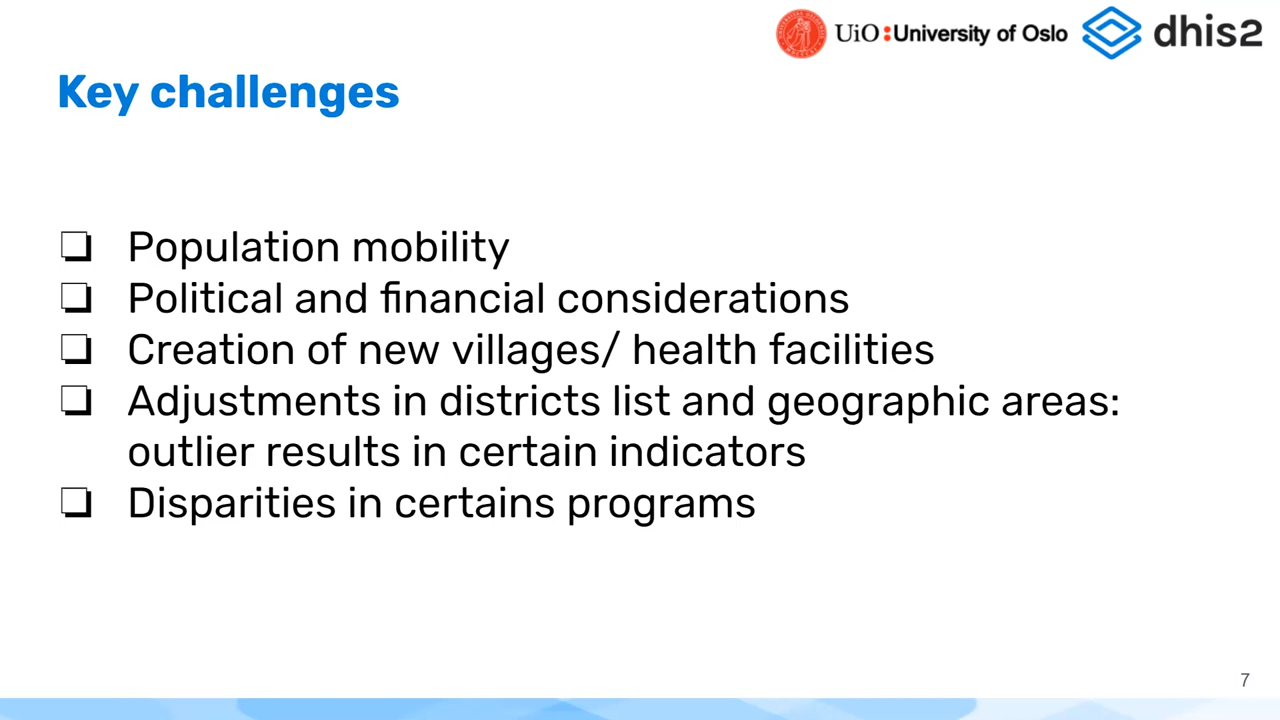 UiO:University of Oslo
dhis2
Key challenges
❏ Population mobility
❏ Political and financial considerations
❏ Creation of new villages/ health facilities
❏ Adjustments in districts list and geographic areas:
outlier results in certain indicators
❏ Disparities in certains programs
7